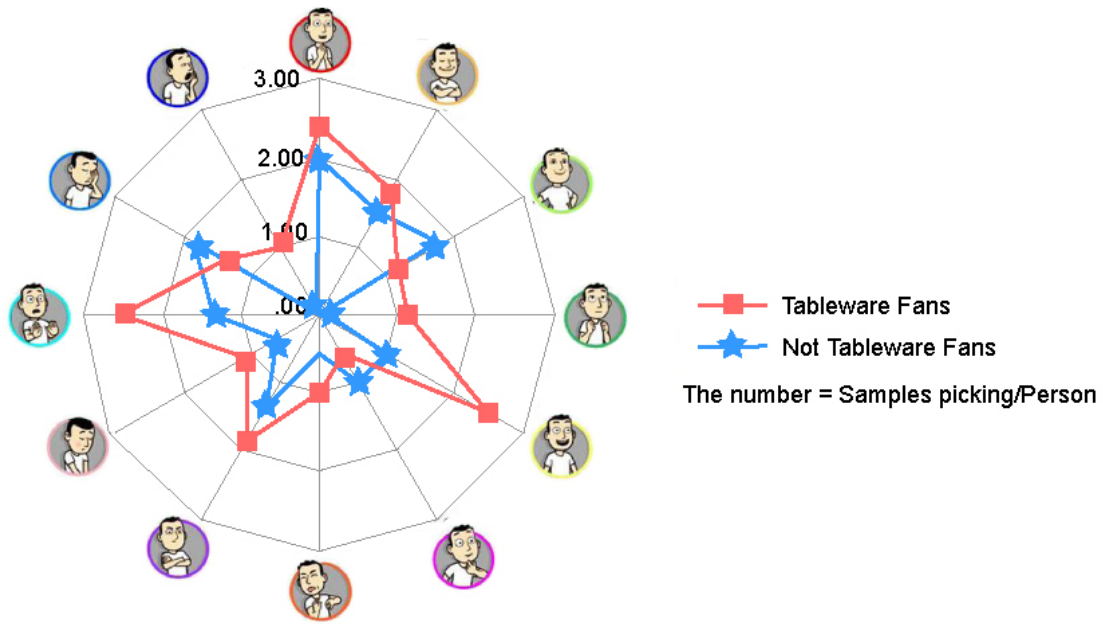 3.00
2.00
1.00
.00
Tableware Fans
Not Tableware Fans
The number = Samples picking/Person